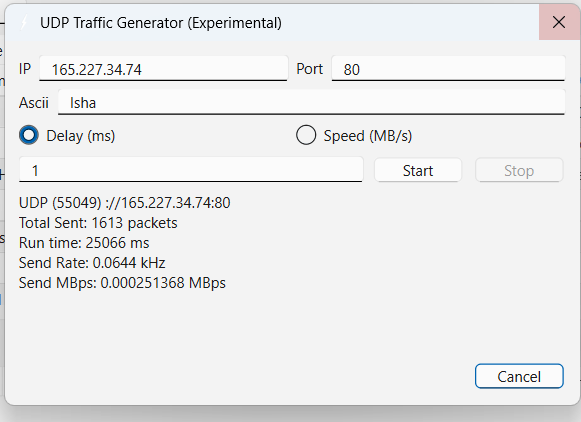 UDP Traffic Generator (Experimental)
IP 165.227.34.74 Port 80
Ascii Isha
Delay (ms) Speed (MB/s)
1 Start Stop
UDP (55049) ://165.227.34.74:80
Total Sent: 1613 packets
Run time: 25066 ms
Send Rate: 0.0644 kHz
Send MBps: 0.000251368 MBps
Cancel